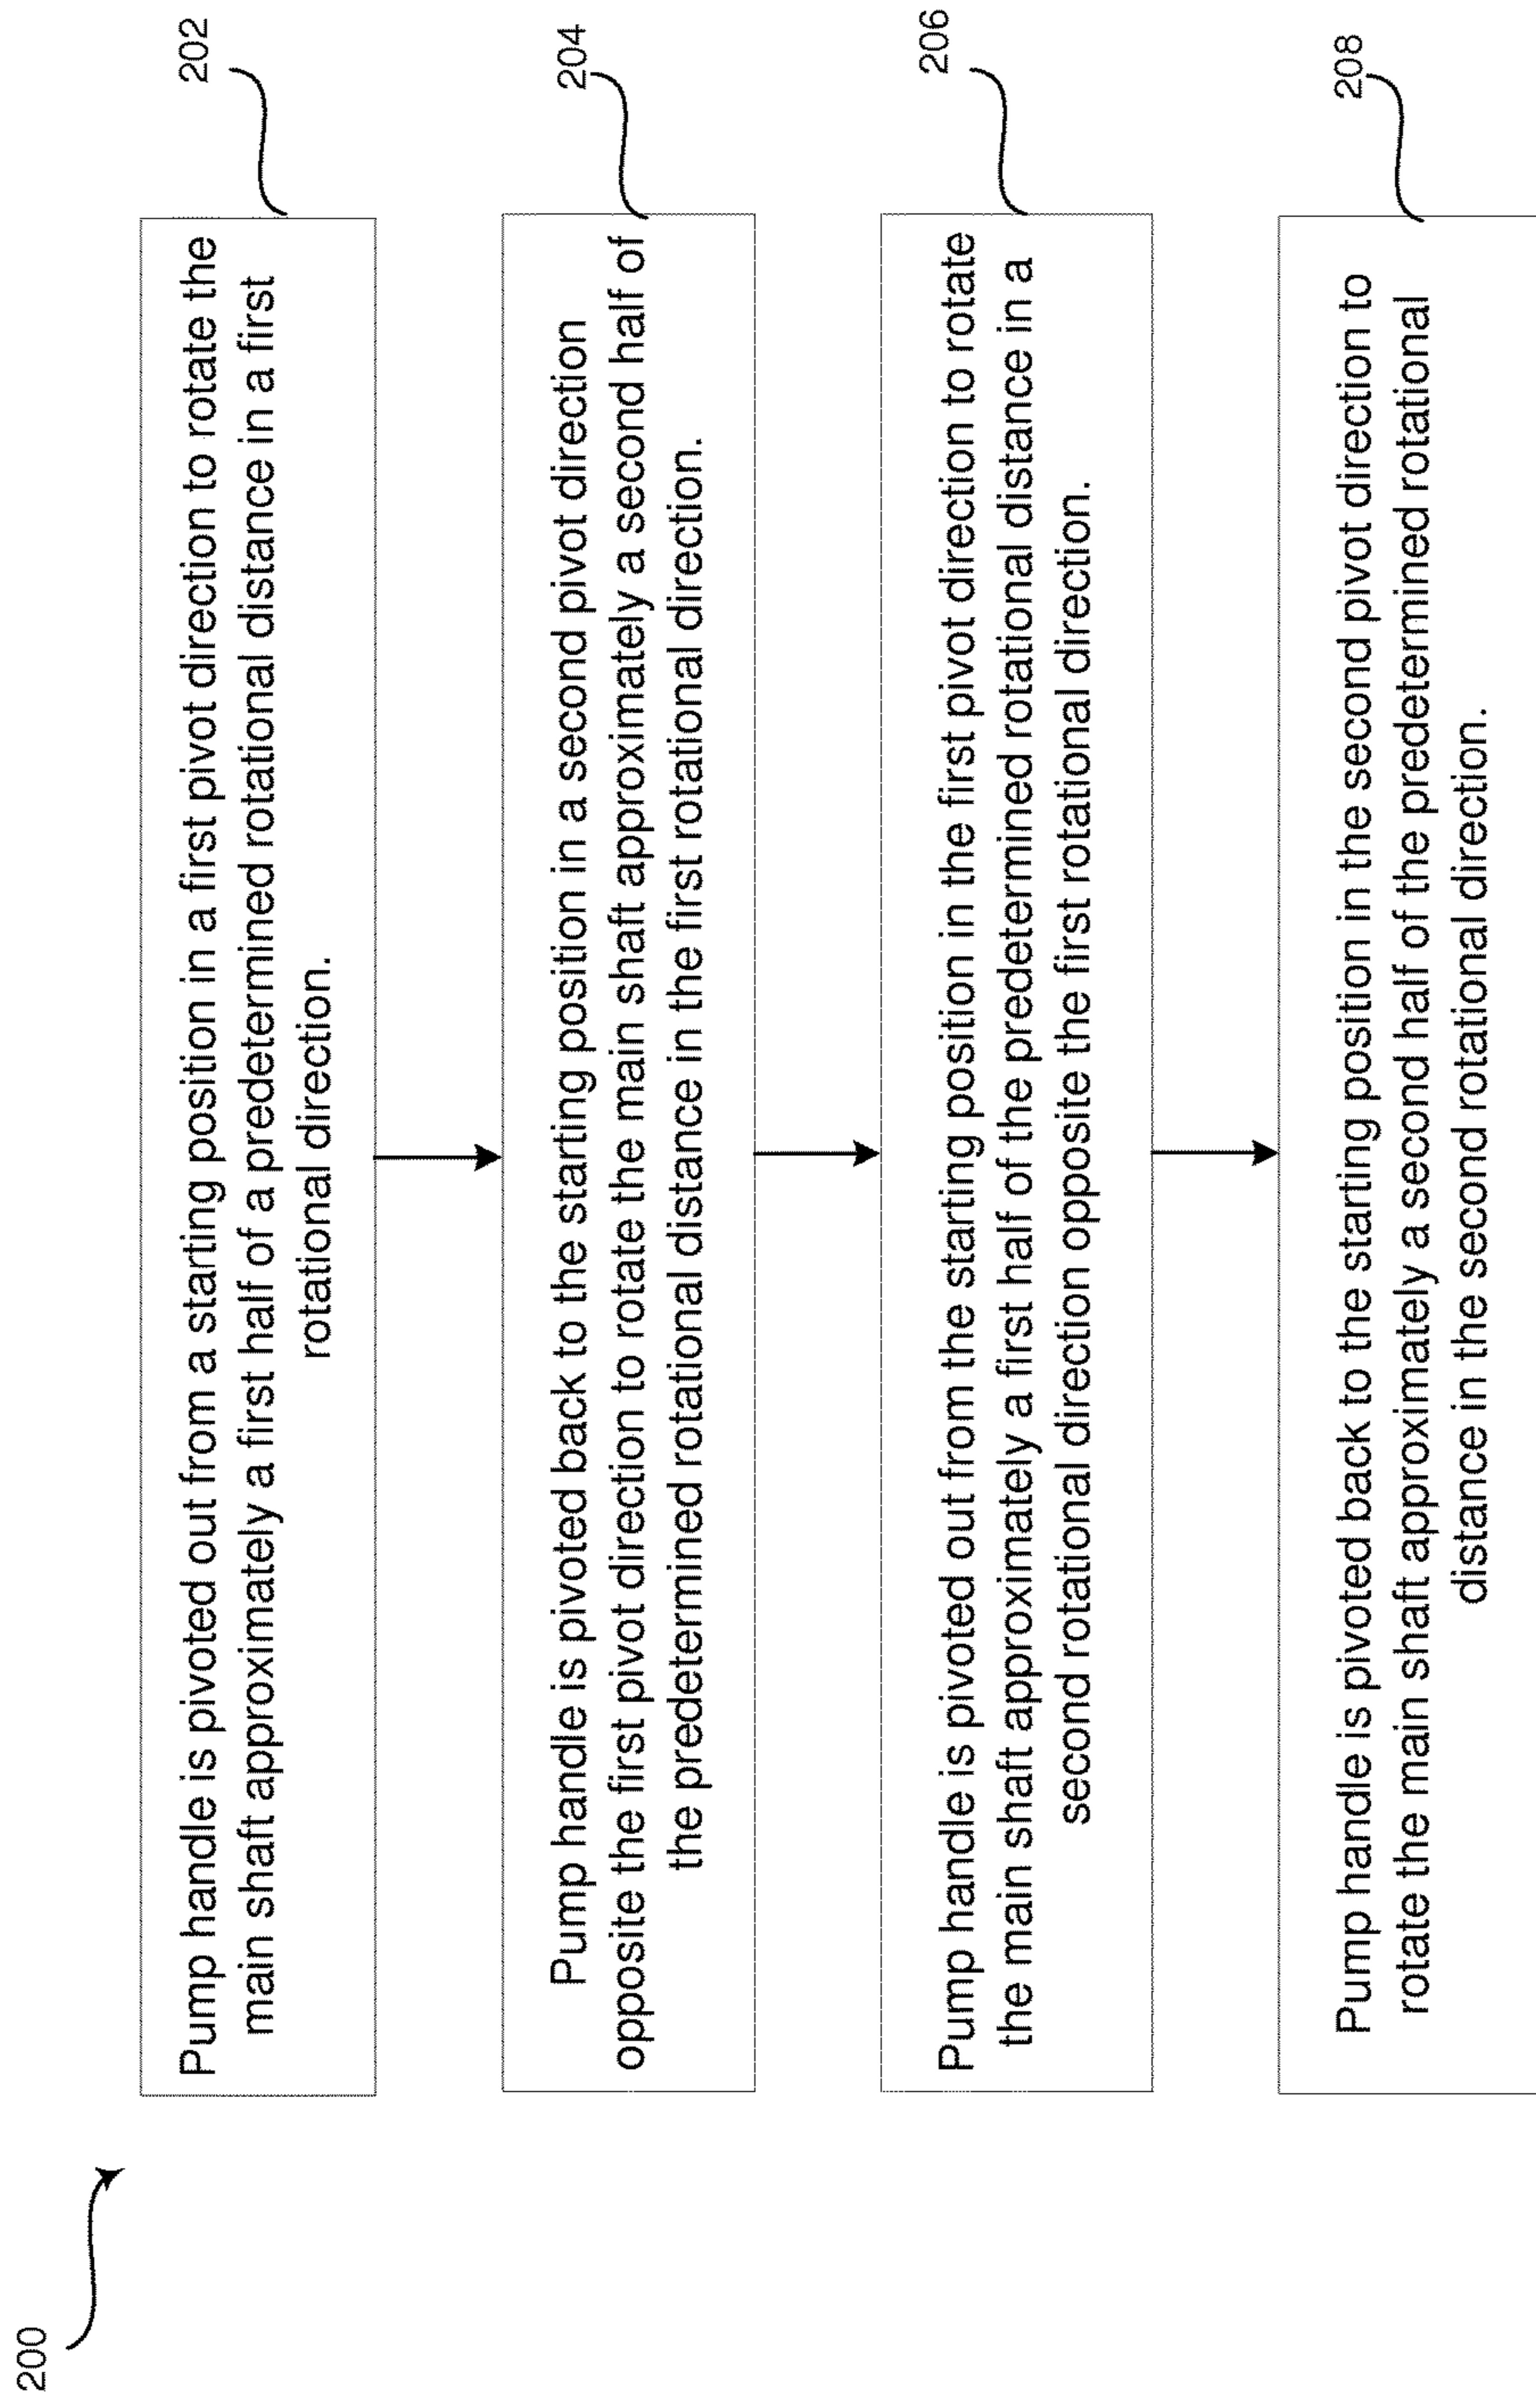 200
Pump handle is pivoted out from a starting position in a first pivot direction to rotate the
main shaft approximately a first half of a predetermined rotational distance in a first
rotational direction.
202
Pump handle is pivoted back to the starting position in a second pivot direction
opposite the first pivot direction to rotate the main shaft approximately a second half of
the predetermined rotational distance in the first rotational direction.
204
Pump handle is pivoted out from the starting position in the first pivot direction to rotate
the main shaft approximately a first half of the predetermined rotational distance in a
second rotational direction opposite the first rotational direction.
206
Pump handle is pivoted back to the starting position in the second pivot direction to
rotate the main shaft approximately a second half of the predetermined rotational
distance in the second rotational direction.
208